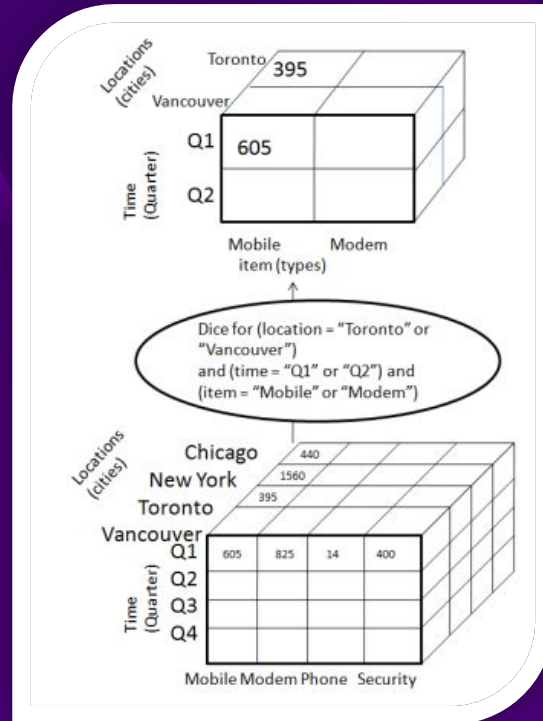 Locations
(cities)
Toronto 395
Vancouver
Q1 605
Q2
Time
(Quarter)
Mobile Modem
item (types)
Dice for (location = “Toronto” or
“Vancouver”)
and (time = “Q1” or “Q2”) and
(item = “Mobile” or “Modem”)
Locations
(cities)
Chicago 440
New York 1560
Toronto 395
Vancouver
Q1 605 825 14 400
Q2
Q3
Q4
Time
(Quarter)
Mobile Modem Phone Security